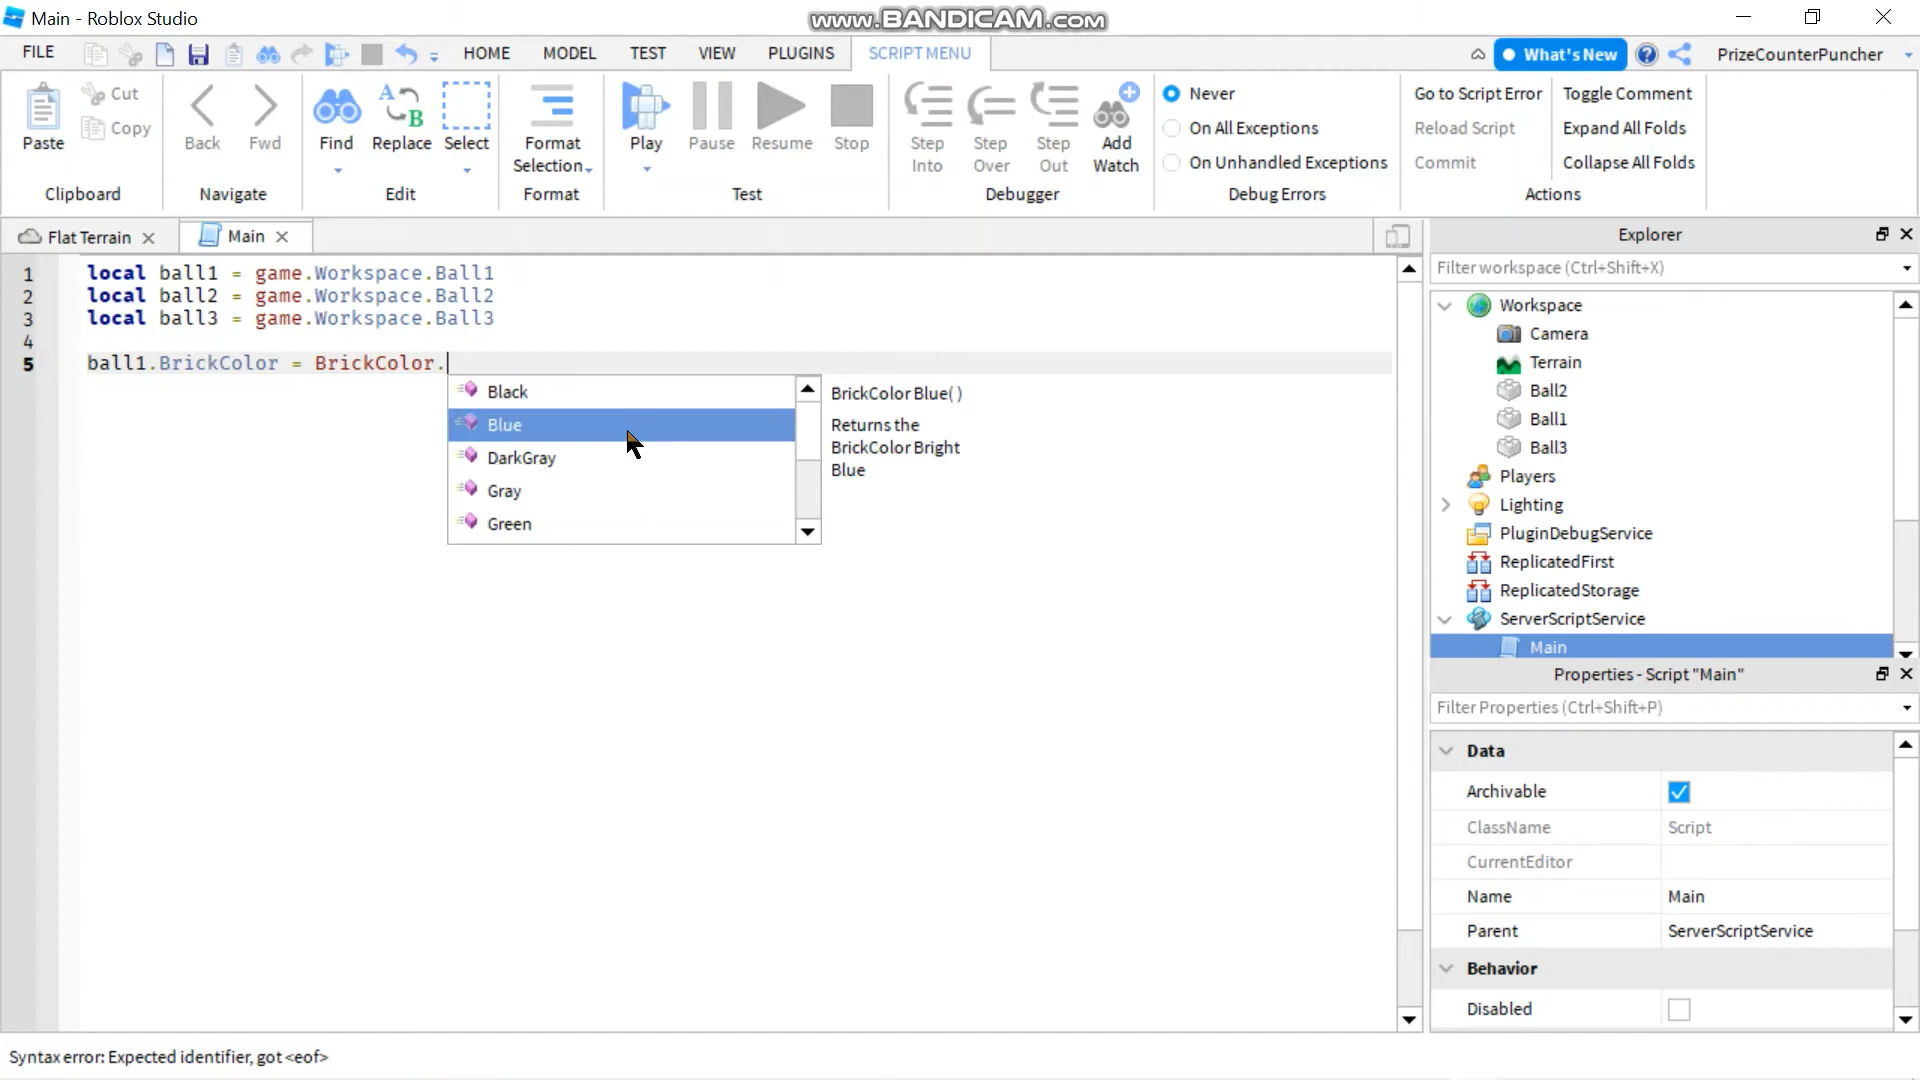 Main - Roblox Studio
www.BANDICAM.com
FILE HOME MODEL TEST VIEW PLUGINS SCRIPT MENU What's New PrizeCounterPuncher
Paste Cut Copy
Clipboard
Back Fwd
Navigate
Find Replace Select
Edit
Format Selection
Format
Play Pause Resume Stop
Test
Step Into Step Over Step Out Add Watch
Debugger
Never
On All Exceptions
On Unhandled Exceptions
Debug Errors
Go to Script Error Toggle Comment
Reload Script Expand All Folds
Commit Collapse All Folds
Actions
Flat Terrain Main
1 local ball1 = game.Workspace.Ball1
2 local ball2 = game.Workspace.Ball2
3 local ball3 = game.Workspace.Ball3
4
5 ball1.BrickColor = BrickColor.
Black
Blue
DarkGray
Gray
Green
BrickColor Blue()
Returns the
BrickColor Bright
Blue
Explorer
Filter workspace (Ctrl+Shift+X)
Workspace
Camera
Terrain
Ball2
Ball1
Ball3
Players
Lighting
PluginDebugService
ReplicatedFirst
ReplicatedStorage
ServerScriptService
Main
Properties - Script "Main"
Filter Properties (Ctrl+Shift+P)
Data
Archivable
ClassName Script
CurrentEditor
Name Main
Parent ServerScriptService
Behavior
Disabled
Syntax error: Expected identifier, got <eof>